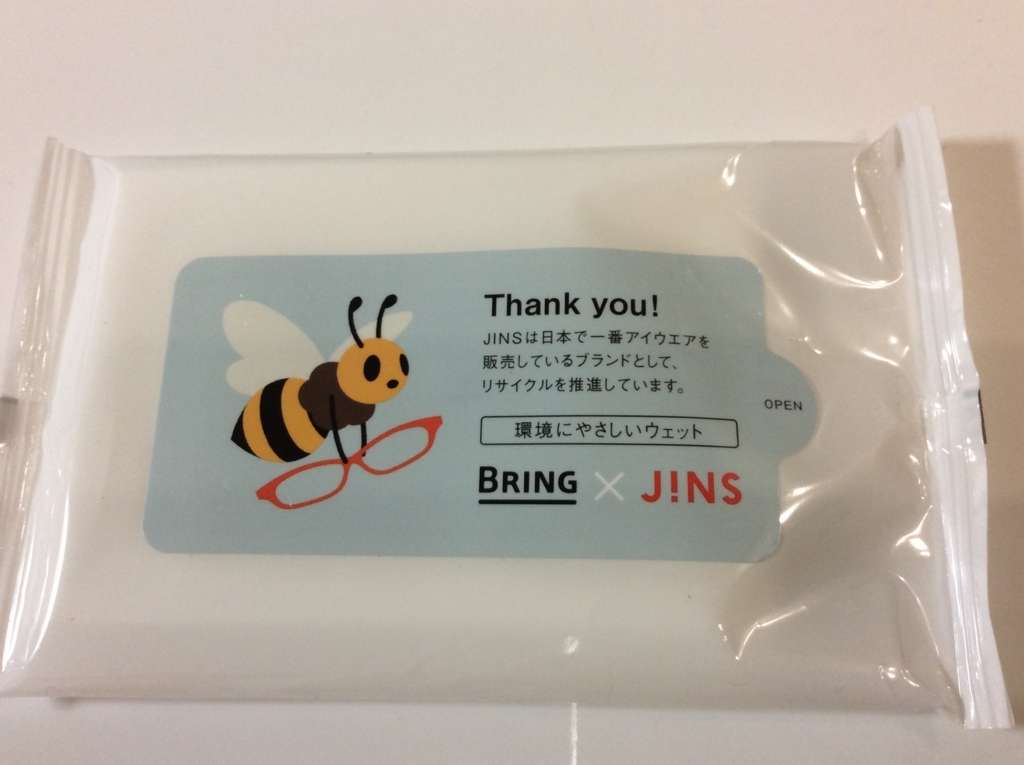 Thank you!
JINSは日本で一番アイウエアを
販売しているブランドとして、
リサイクルを推進しています。
OPEN
環境にやさしいウェット
BRING × J!NS